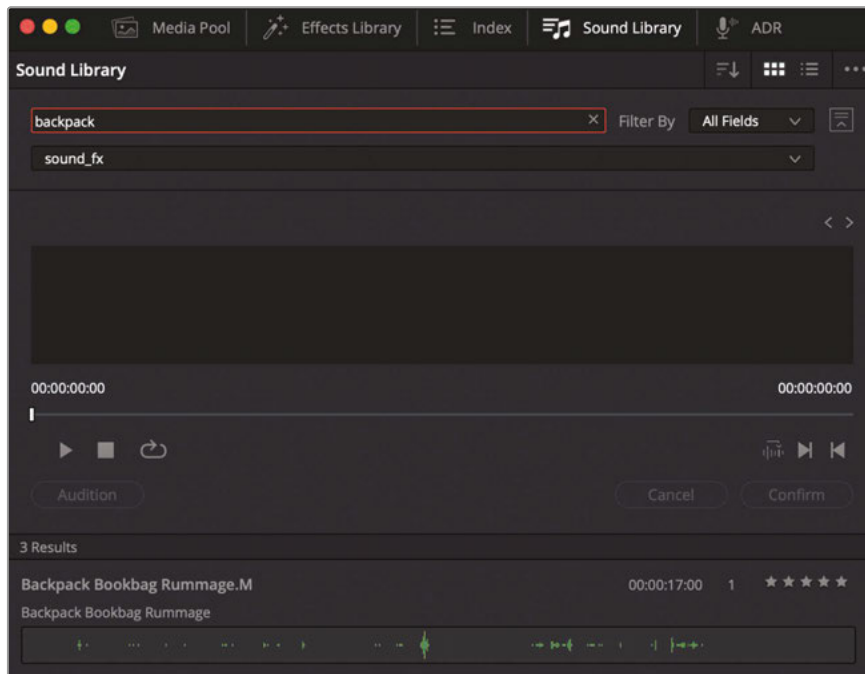 Media Pool Effects Library Index Sound Library ADR
Sound Library
backpack Filter By All Fields
sound_fx
00:00:00:00 00:00:00:00
Audition Cancel Confirm
3 Results
Backpack Bookbag Rummage.M 00:00:17:00 1
Backpack Bookbag Rummage